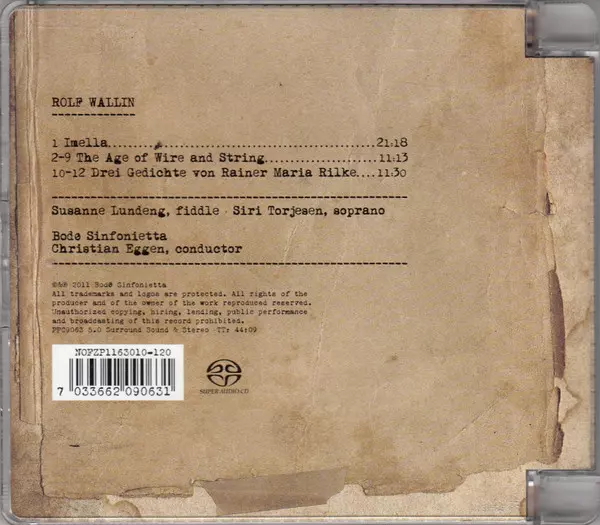 ROLF WALLIN
-------------
1 Imella..........................................21:18
2-9 The Age of Wire and String.................11:13
10-12 Drei Gedichte von Rainer Maria Rilke....11:30
Susanne Lundeng, fiddle · Siri Torjesen, soprano
Bodø Sinfonietta
Christian Eggen, conductor
℗&© 2011 Bodø Sinfonietta
All trademarks and logos are protected. All rights of the
producer and of the owner of the work reproduced reserved.
Unauthorized copying, hiring, lending, public performance
and broadcasting of this record prohibited.
PFC9063 5.0 Surround Sound & Stereo · TT: 44:09
NOFZP1163010-120
7 033662 090631
SUPER AUDIO CD